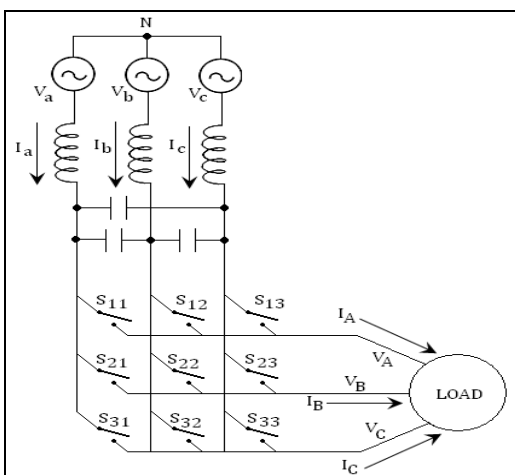 N
Va Vb Vc
Ia Ib Ic
S11 S12 S13
IA
VA
S21 S22 S23
VB
LOAD
IB
S31 S32 S33
VC
IC